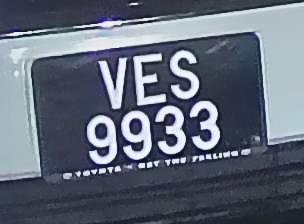 VES
9933
TOYOTA - GET THE FEELING